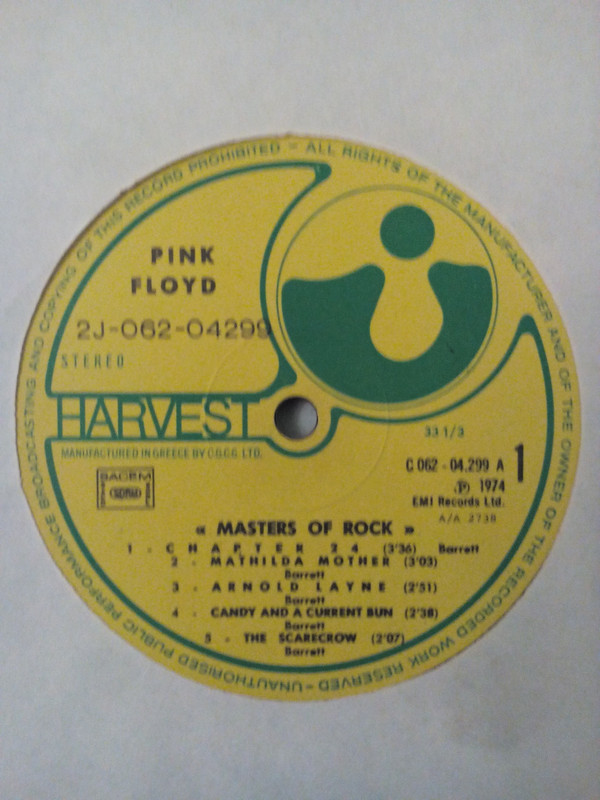 UNAUTHORISED PUBLIC PERFORMANCE BROADCASTING AND COPYING OF THIS RECORD PROHIBITED – ALL RIGHTS OF THE MANUFACTURER AND OF THE OWNER OF THE RECORDED WORK RESERVED –
PINK
FLOYD
2J-062-04299
STEREO
HARVEST
33 1/3
MANUFACTURED IN GREECE BY C.G.C.G. LTD.
C 062 - 04.299 A 1
SACEM
℗ 1974
EMI Records Ltd.
A/A 2738
« MASTERS OF ROCK »
1 - CHAPTER 24 (3'36) Barrett
2 - MATHILDA MOTHER (3'03)
Barrett
3 - ARNOLD LAYNE (2'51)
Barrett
4 - CANDY AND A CURRENT BUN (2'38)
Barrett
5 - THE SCARECROW (2'07)
Barrett